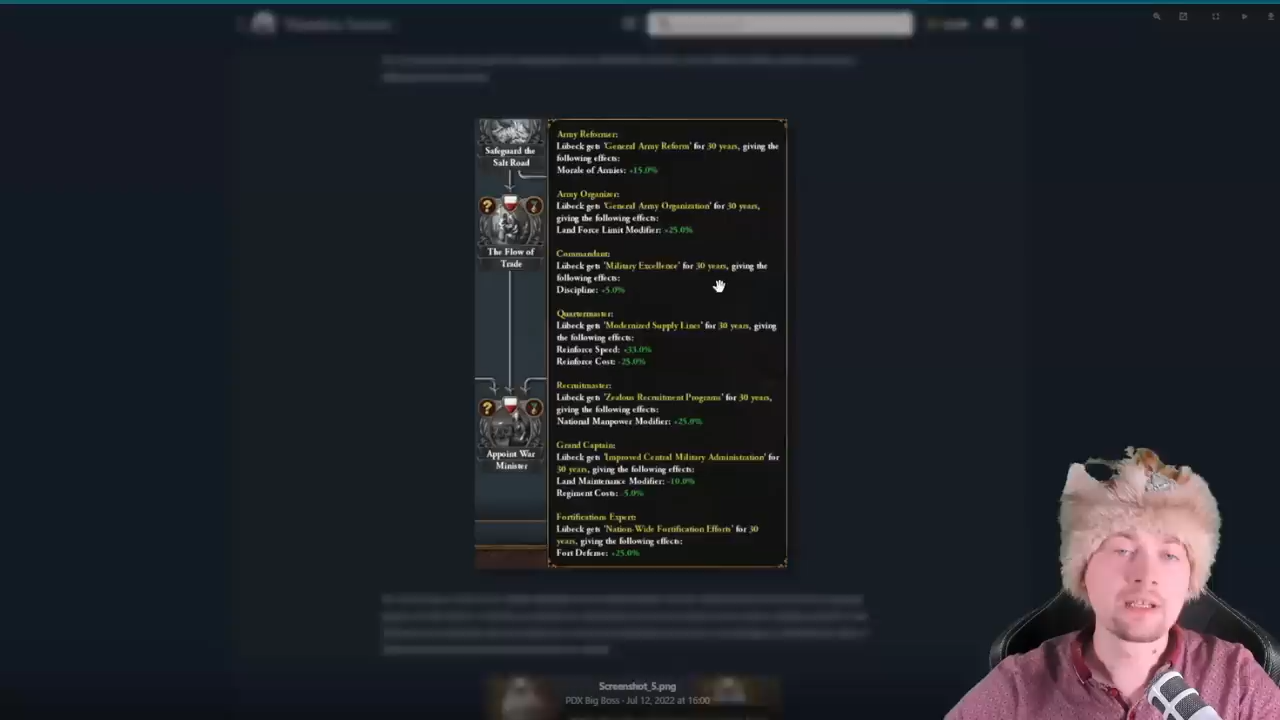 Safeguard the
Salt Road
The Flow of
Trade
Appoint War
Minister
Army Reformer:
Lübeck gets 'General Army Reform' for 30 years, giving the
following effects:
Morale of Armies: +15.0%
Army Organizer:
Lübeck gets 'General Army Organization' for 30 years,
giving the following effects:
Land Force Limit Modifier: +25.0%
Commandant:
Lübeck gets 'Military Excellence' for 30 years, giving the
following effects:
Discipline: +5.0%
Quartermaster:
Lübeck gets 'Modernized Supply Lines' for 30 years, giving
the following effects:
Reinforce Speed: +33.0%
Reinforce Cost: -25.0%
Recruitmaster:
Lübeck gets 'Zealous Recruitment Programs' for 30 years,
giving the following effects:
National Manpower Modifier: +25.0%
Grand Captain:
Lübeck gets 'Improved Central Military Administration' for
30 years, giving the following effects:
Land Maintenance Modifier: -10.0%
Regiment Costs: -5.0%
Fortifications Expert:
Lübeck gets 'Nation-Wide Fortification Efforts' for 30
years, giving the following effects:
Fort Defense: +25.0%
Screenshot_5.png
PDX Big Boss · Jul 12, 2022 at 16:00